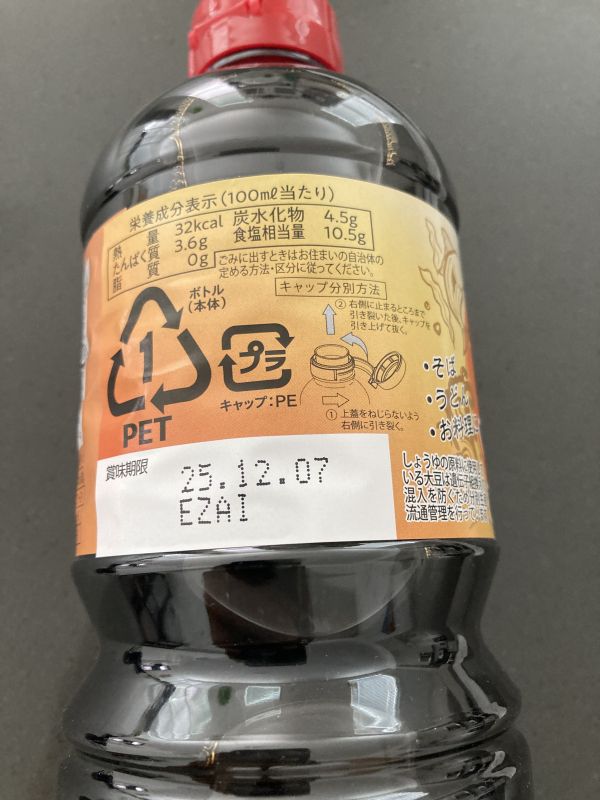 栄養成分表示(100mℓ当たり)
熱量 32kcal 炭水化物 4.5g
たんぱく質 3.6g 食塩相当量 10.5g
脂質 0g
ごみに出すときはお住まいの自治体の
定める方法・区分に従ってください。
キャップ分別方法
②右側に止まるところまで
引き裂いた後、キャップを
引き上げて抜く。
ボトル
(本体)
1
PET
プラ
キャップ:PE
①上蓋をねじらないよう
右側に引き裂く。
・そば
・うどん
・お料理
賞味期限
25.12.07
EZAI
しょうゆの原料に使用
いる大豆は遺伝子組換え
混入を防ぐため分別生産
流通管理を行って